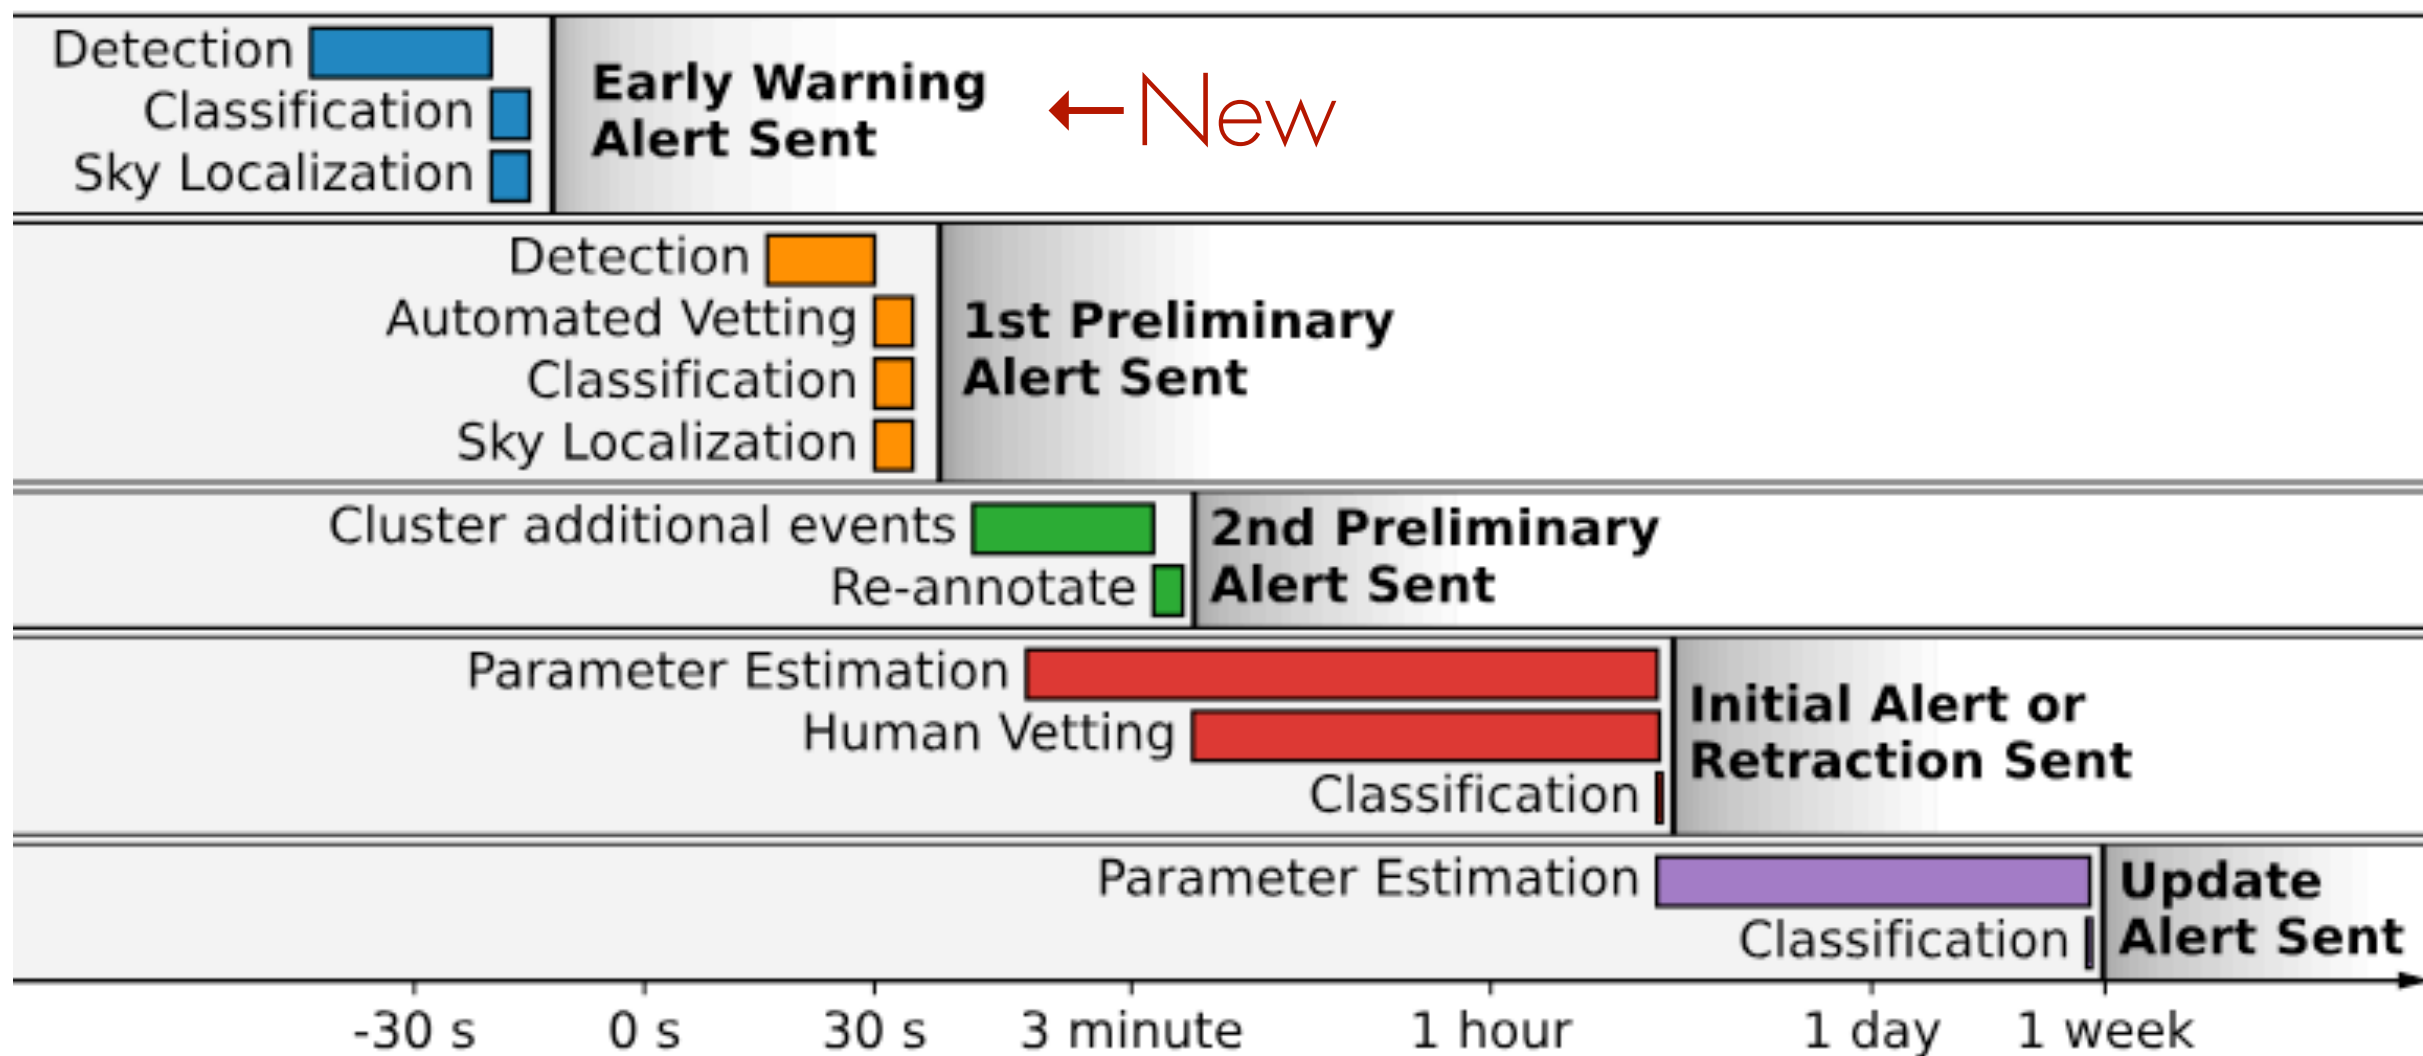 Detection
Classification
Sky Localization
Early Warning
Alert Sent
←New
Detection
Automated Vetting
Classification
Sky Localization
1st Preliminary
Alert Sent
Cluster additional events
Re-annotate
2nd Preliminary
Alert Sent
Parameter Estimation
Human Vetting
Classification
Initial Alert or
Retraction Sent
Parameter Estimation
Classification
Update
Alert Sent
-30 s 0 s 30 s 3 minute 1 hour 1 day 1 week